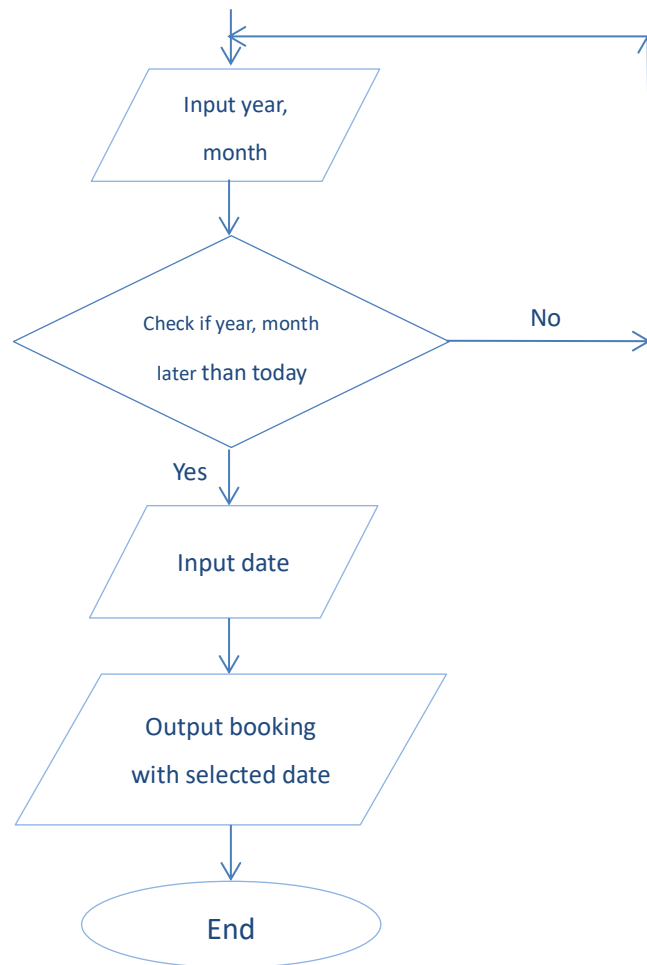 Input year,
month
Check if year, month
later than today
No
Yes
Input date
Output booking
with selected date
End